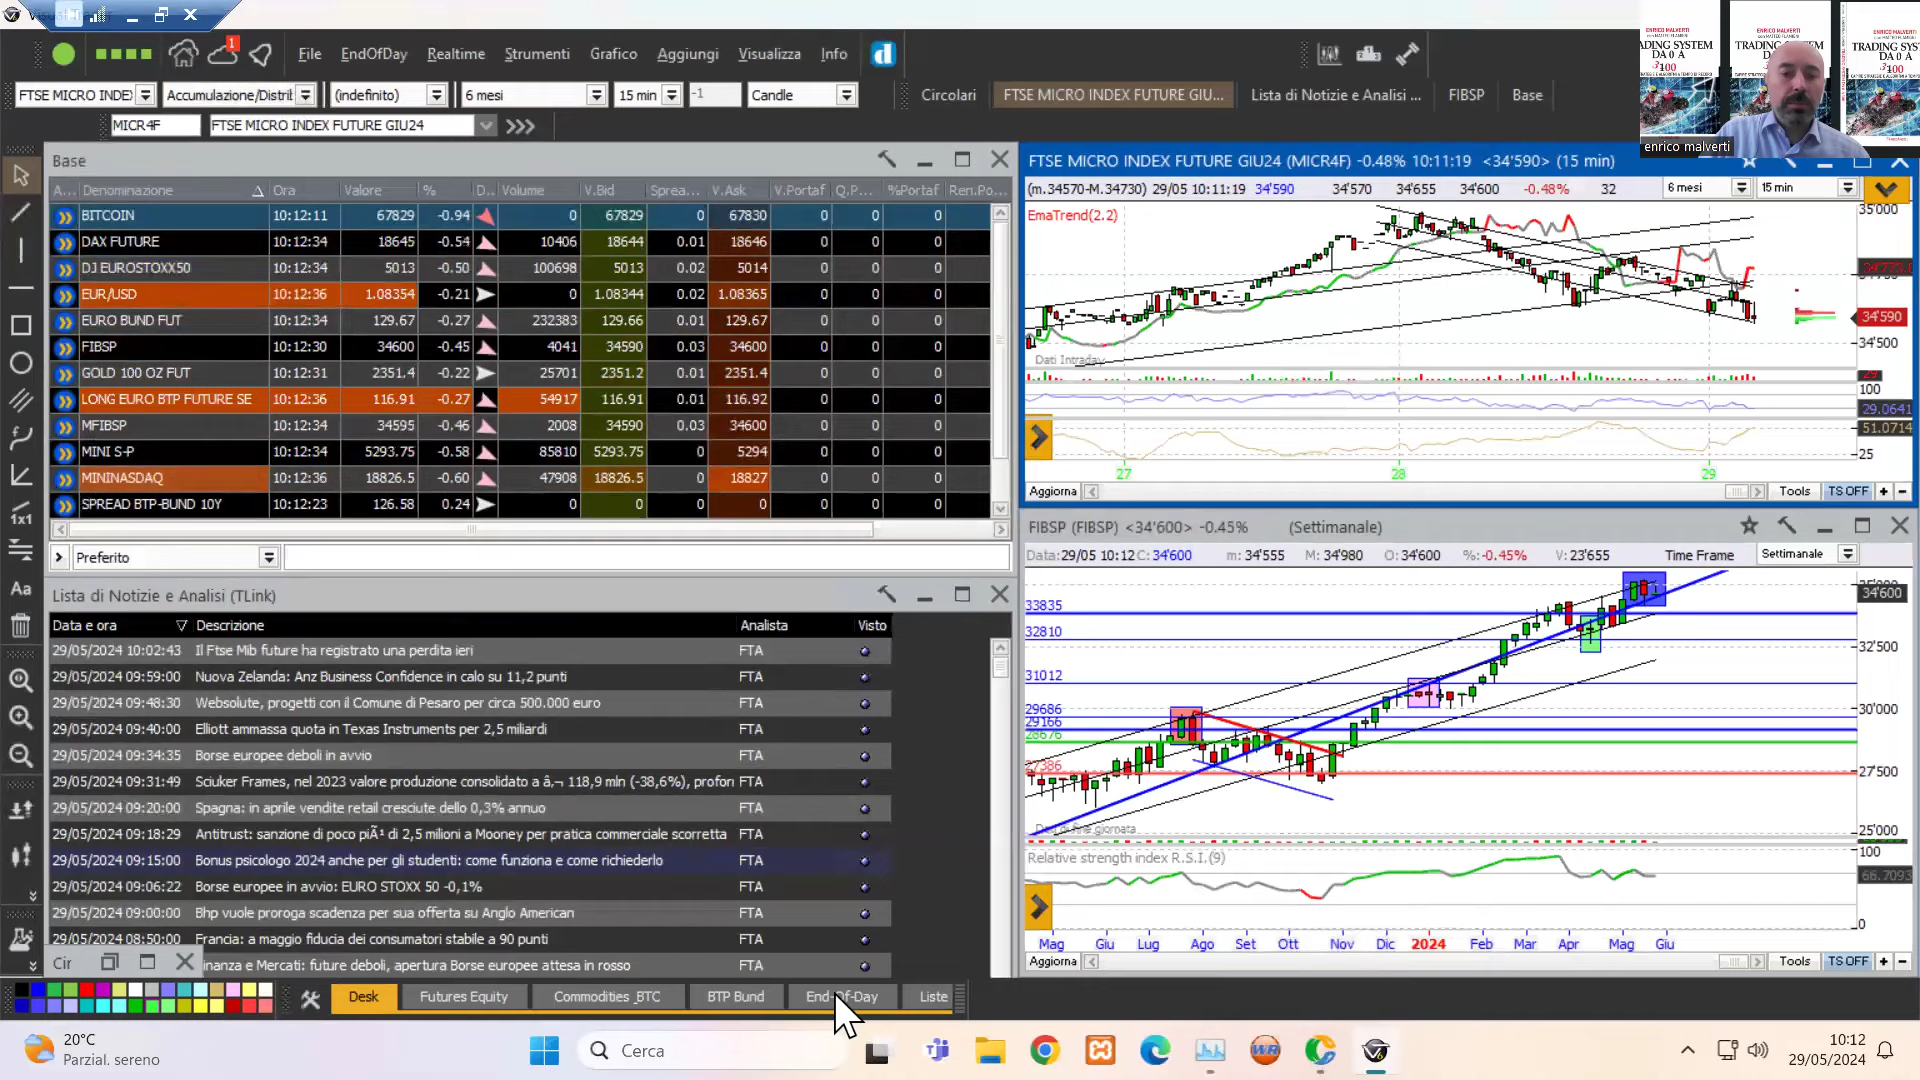 1
File EndOfDay Realtime Strumenti Grafico Aggiungi Visualizza Info d
FTSE MICRO INDEX Accumulazione/Distrib (indefinito) 6 mesi 15 min -1 Candle
Circolari FTSE MICRO INDEX FUTURE GIU... Lista di Notizie e Analisi ... FIBSP Base
MICR4F FTSE MICRO INDEX FUTURE GIU24
ENRICO MALVERTI
TRADING SYSTEM
DA 0 A
enrico malverti
Base
A... Denominazione Ora Valore % D.. Volume V.Bid Sprea... V.Ask V.Portaf Q.P... %Portaf Ren.Po...
BITCOIN 10:12:11 67829 -0.94 0 67829 0 67830 0 0 0
DAX FUTURE 10:12:34 18645 -0.54 10406 18644 0.01 18646 0 0 0
DJ EUROSTOXX50 10:12:34 5013 -0.50 100698 5013 0.02 5014 0 0 0
EUR/USD 10:12:36 1.08354 -0.21 0 1.08344 0.02 1.08365 0 0 0
EURO BUND FUT 10:12:34 129.67 -0.27 232383 129.66 0.01 129.67 0 0 0
FIBSP 10:12:30 34600 -0.45 4041 34590 0.03 34600 0 0 0
GOLD 100 OZ FUT 10:12:31 2351.4 -0.22 25701 2351.2 0.01 2351.4 0 0 0
LONG EURO BTP FUTURE SE 10:12:36 116.91 -0.27 54917 116.91 0.01 116.92 0 0 0
MFIBSP 10:12:34 34595 -0.46 2008 34590 0.03 34600 0 0 0
MINI S-P 10:12:34 5293.75 -0.58 85810 5293.75 0 5294 0 0 0
MININASDAQ 10:12:36 18826.5 -0.60 47908 18826.5 0 18827 0 0 0
SPREAD BTP-BUND 10Y 10:12:23 126.58 0.24 0 0 0 0 0 0 0
Preferito
Lista di Notizie e Analisi (TLink)
Data e ora Descrizione Analista Visto
29/05/2024 10:02:43 Il Ftse Mib future ha registrato una perdita ieri FTA
29/05/2024 09:59:00 Nuova Zelanda: Anz Business Confidence in calo su 11,2 punti FTA
29/05/2024 09:48:30 Websolute, progetti con il Comune di Pesaro per circa 500.000 euro FTA
29/05/2024 09:40:00 Elliott ammassa quota in Texas Instruments per 2,5 miliardi FTA
29/05/2024 09:34:35 Borse europee deboli in avvio FTA
29/05/2024 09:31:49 Sciuker Frames, nel 2023 valore produzione consolidato a â‚¬ 118,9 mln (-38,6%), profon FTA
29/05/2024 09:20:00 Spagna: in aprile vendite retail cresciute dello 0,3% annuo FTA
29/05/2024 09:18:29 Antitrust: sanzione di poco piÃ¹ di 2,5 milioni a Mooney per pratica commerciale scorretta FTA
29/05/2024 09:15:00 Bonus psicologo 2024 anche per gli studenti: come funziona e come richiederlo FTA
29/05/2024 09:06:22 Borse europee in avvio: EURO STOXX 50 -0,1% FTA
29/05/2024 09:00:00 Bhp vuole proroga scadenza per sua offerta su Anglo American FTA
29/05/2024 08:50:00 Francia: a maggio fiducia dei consumatori stabile a 90 punti FTA
inanza e Mercati: future deboli, apertura Borse europee attesa in rosso FTA
Cir
Desk Futures Equity Commodities_BTC BTP Bund End-Of-Day Liste
FTSE MICRO INDEX FUTURE GIU24 (MICR4F) -0.48% 10:11:19 <34'590> (15 min)
(m.34570-M.34730) 29/05 10:11:19 34'590 34'570 34'655 34'600 -0.48% 32 6 mesi 15 min
EmaTrend(2.2)
35'000
34'590
34'500
Dati Intraday
100
29.0641
51.0714
25
27 28 29
Aggiorna Tools TS OFF + -
FIBSP (FIBSP) <34'600> -0.45% (Settimanale)
Data:29/05 10:12 C:34'600 m:34'555 M:34'980 O:34'600 %:-0.45% V:23'655 Time Frame Settimanale
34'600
33835
32810
32'500
31012
30'000
29686
29166
28676
27386
27'500
25'000
Dati di fine giornata
Relative strength index R.S.I.(9)
100
66.7093
0
Mag Giu Lug Ago Set Ott Nov Dic 2024 Feb Mar Apr Mag Giu
Aggiorna Tools TS OFF + -
1x1
Aa
20°C
Parzial. sereno
Cerca
10:12
29/05/2024